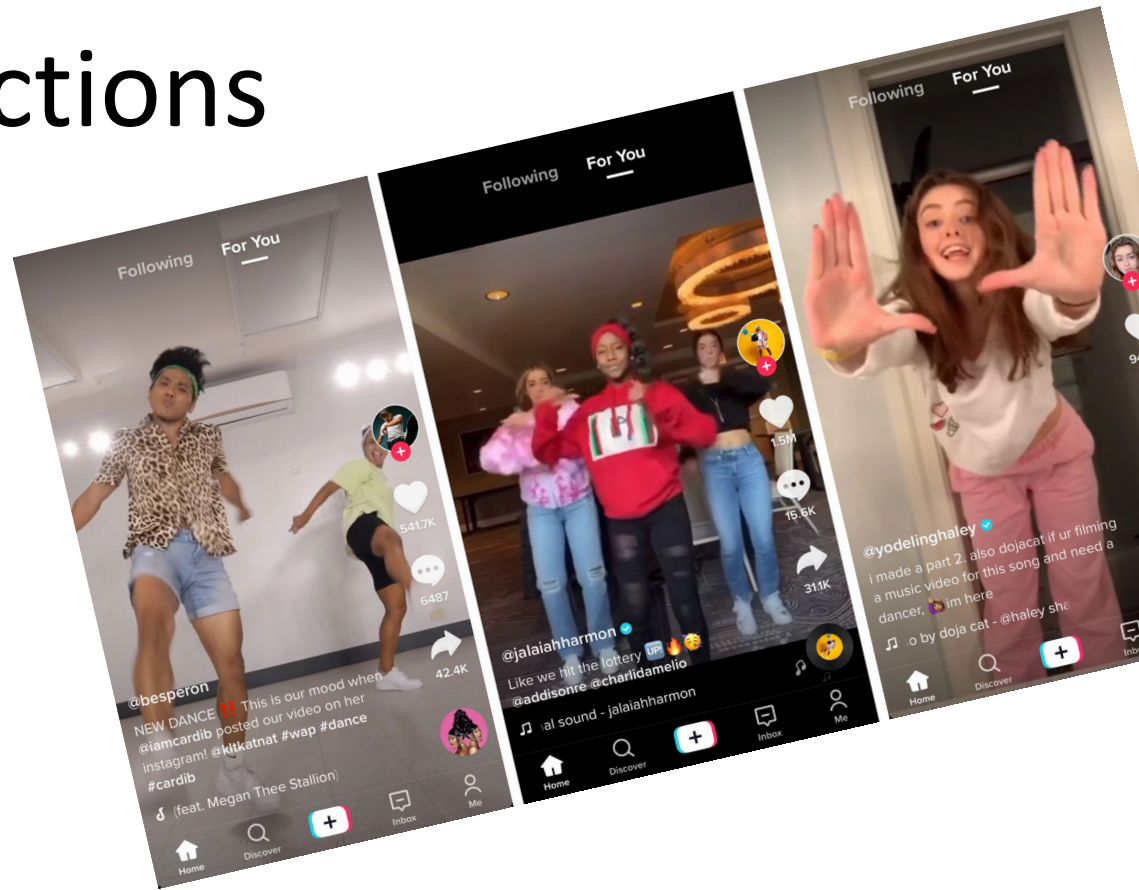 ctions
Following For You
541.7K
6487
42.4K
@besperon
NEW DANCE ‼️ This is our mood when
@iamcardib posted our video on her
instagram! @kltkatnat #wap #dance
#cardib
(feat. Megan Thee Stallion)
Home Discover Inbox Me
Following For You
1.5M
15.6K
31.1K
@jalaiahharmon
Like we hit the lottery 🆙🔥🥳
@addisonre @charlidamelio
al sound - jalaiahharmon
Home Discover Inbox Me
Following For You
@yodelinghaley
i made a part 2, also dojacat if ur filming
a music video for this song and need a
dancer, 🙋🏽‍♀️im here
o by doja cat - @haley sha
Home Discover